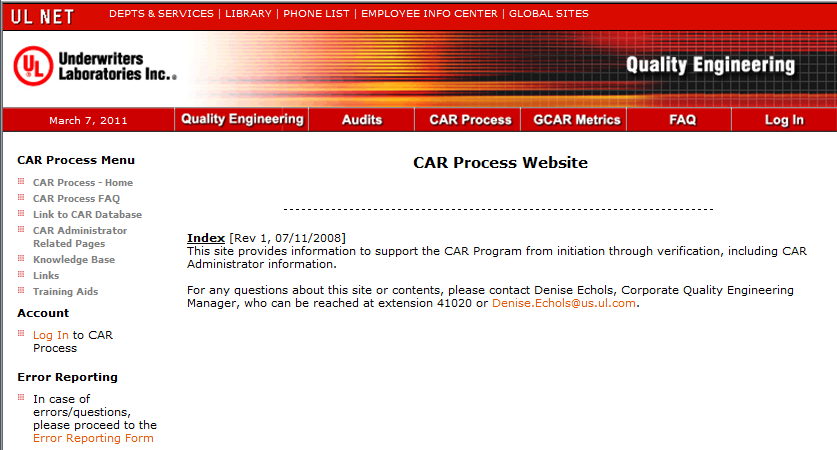 UL NET DEPTS & SERVICES | LIBRARY | PHONE LIST | EMPLOYEE INFO CENTER | GLOBAL SITES
UL
Underwriters
Laboratories Inc.®
Quality Engineering
March 7, 2011 Quality Engineering Audits CAR Process GCAR Metrics FAQ Log In
CAR Process Menu
CAR Process - Home
CAR Process FAQ
Link to CAR Database
CAR Administrator
Related Pages
Knowledge Base
Links
Training Aids
Account
Log In to CAR
Process
Error Reporting
In case of
errors/questions,
please proceed to the
Error Reporting Form
CAR Process Website
Index [Rev 1, 07/11/2008]
This site provides information to support the CAR Program from initiation through verification, including CAR
Administrator information.
For any questions about this site or contents, please contact Denise Echols, Corporate Quality Engineering
Manager, who can be reached at extension 41020 or Denise.Echols@us.ul.com.